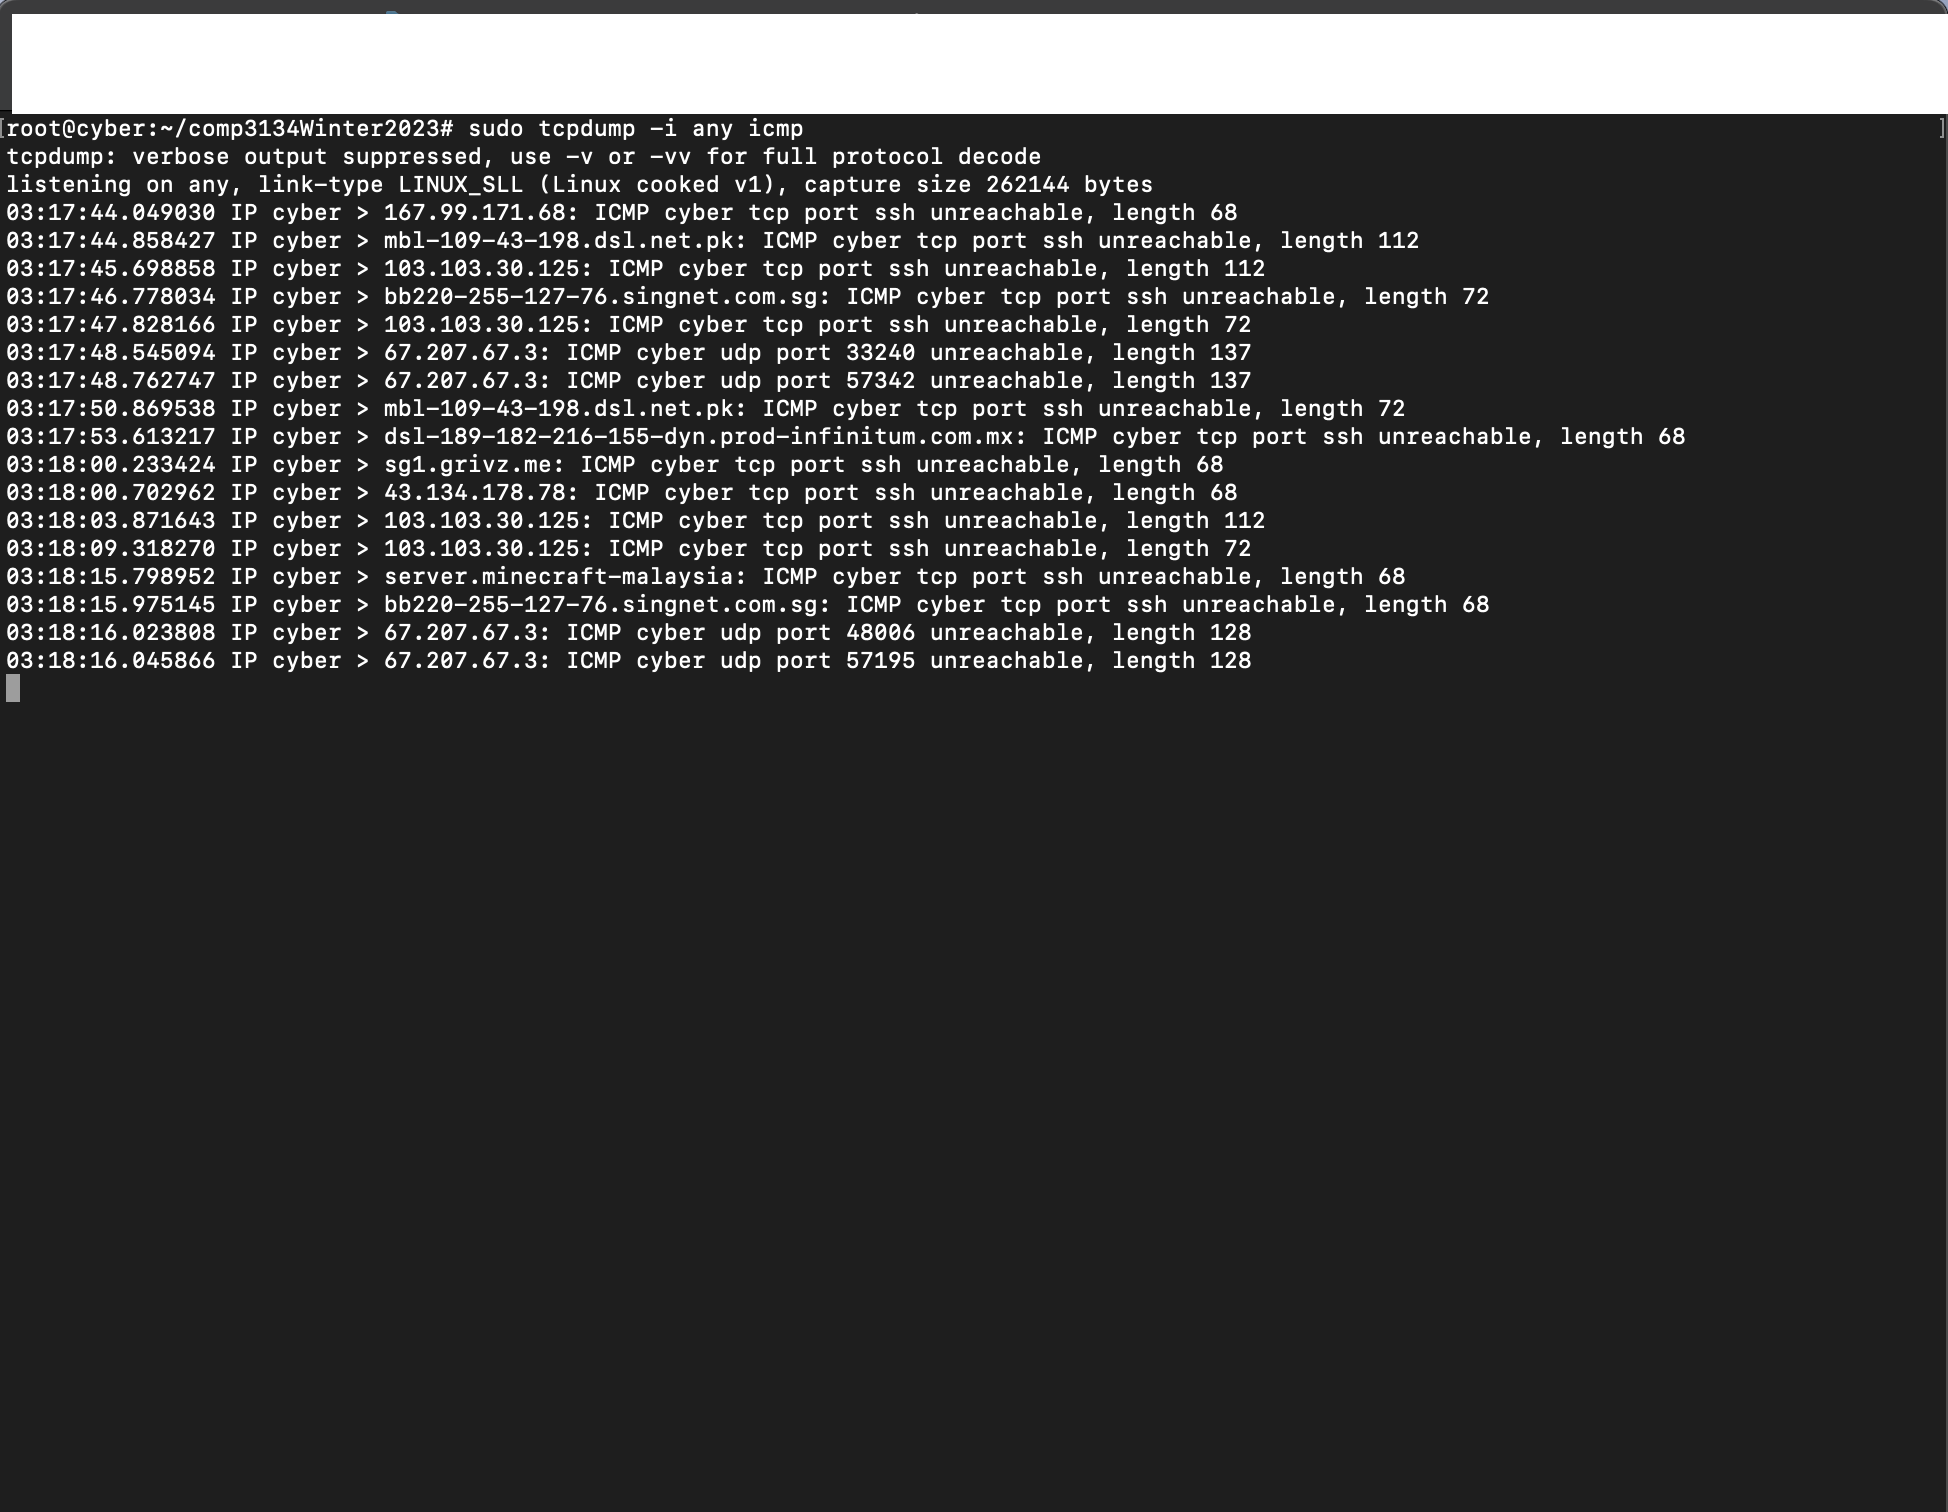 [root@cyber:~/comp3134Winter2023# sudo tcpdump -i any icmp ]
tcpdump: verbose output suppressed, use -v or -vv for full protocol decode
listening on any, link-type LINUX_SLL (Linux cooked v1), capture size 262144 bytes
03:17:44.049030 IP cyber > 167.99.171.68: ICMP cyber tcp port ssh unreachable, length 68
03:17:44.858427 IP cyber > mbl-109-43-198.dsl.net.pk: ICMP cyber tcp port ssh unreachable, length 112
03:17:45.698858 IP cyber > 103.103.30.125: ICMP cyber tcp port ssh unreachable, length 112
03:17:46.778034 IP cyber > bb220-255-127-76.singnet.com.sg: ICMP cyber tcp port ssh unreachable, length 72
03:17:47.828166 IP cyber > 103.103.30.125: ICMP cyber tcp port ssh unreachable, length 72
03:17:48.545094 IP cyber > 67.207.67.3: ICMP cyber udp port 33240 unreachable, length 137
03:17:48.762747 IP cyber > 67.207.67.3: ICMP cyber udp port 57342 unreachable, length 137
03:17:50.869538 IP cyber > mbl-109-43-198.dsl.net.pk: ICMP cyber tcp port ssh unreachable, length 72
03:17:53.613217 IP cyber > dsl-189-182-216-155-dyn.prod-infinitum.com.mx: ICMP cyber tcp port ssh unreachable, length 68
03:18:00.233424 IP cyber > sg1.grivz.me: ICMP cyber tcp port ssh unreachable, length 68
03:18:00.702962 IP cyber > 43.134.178.78: ICMP cyber tcp port ssh unreachable, length 68
03:18:03.871643 IP cyber > 103.103.30.125: ICMP cyber tcp port ssh unreachable, length 112
03:18:09.318270 IP cyber > 103.103.30.125: ICMP cyber tcp port ssh unreachable, length 72
03:18:15.798952 IP cyber > server.minecraft-malaysia: ICMP cyber tcp port ssh unreachable, length 68
03:18:15.975145 IP cyber > bb220-255-127-76.singnet.com.sg: ICMP cyber tcp port ssh unreachable, length 68
03:18:16.023808 IP cyber > 67.207.67.3: ICMP cyber udp port 48006 unreachable, length 128
03:18:16.045866 IP cyber > 67.207.67.3: ICMP cyber udp port 57195 unreachable, length 128